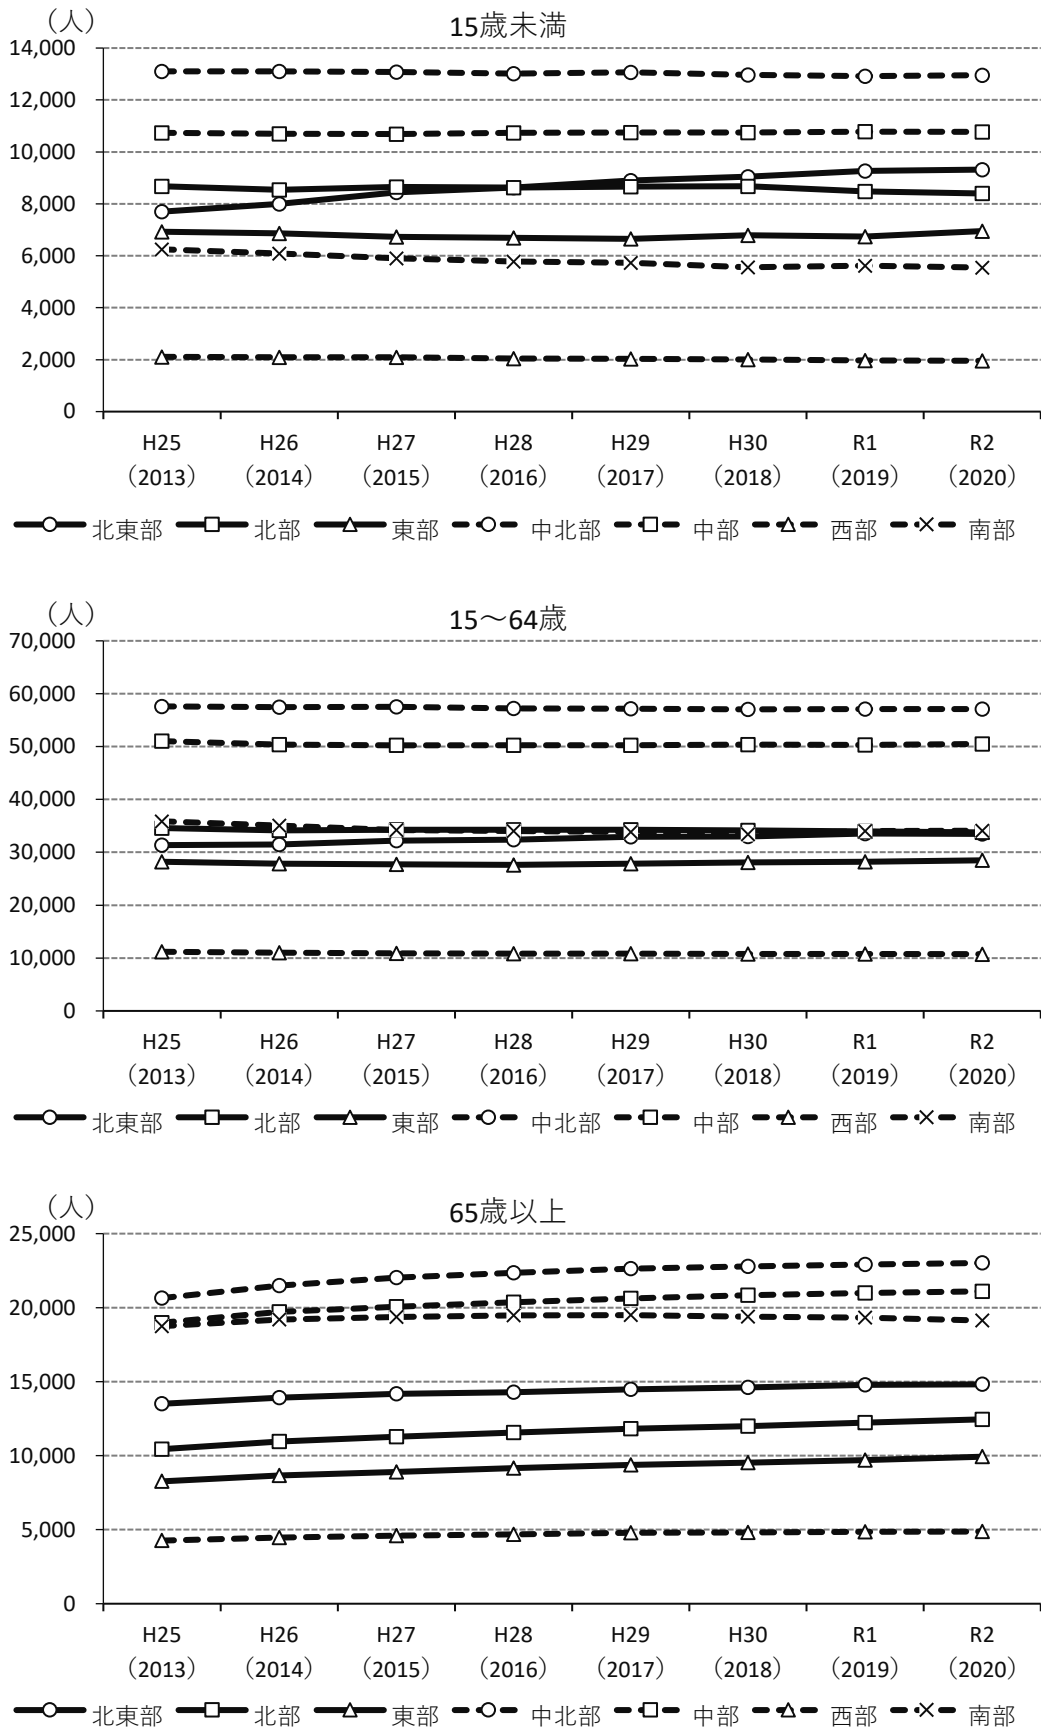 （人）
15歳未満
14,000
12,000
10,000
8,000
6,000
4,000
2,000
0
H25 H26 H27 H28 H29 H30 R1 R2
（2013） （2014） （2015） （2016） （2017） （2018） （2019） （2020）
北東部 北部 東部 中北部 中部 西部 南部
（人）
15～64歳
70,000
60,000
50,000
40,000
30,000
20,000
10,000
0
H25 H26 H27 H28 H29 H30 R1 R2
（2013） （2014） （2015） （2016） （2017） （2018） （2019） （2020）
北東部 北部 東部 中北部 中部 西部 南部
（人）
65歳以上
25,000
20,000
15,000
10,000
5,000
0
H25 H26 H27 H28 H29 H30 R1 R2
（2013） （2014） （2015） （2016） （2017） （2018） （2019） （2020）
北東部 北部 東部 中北部 中部 西部 南部